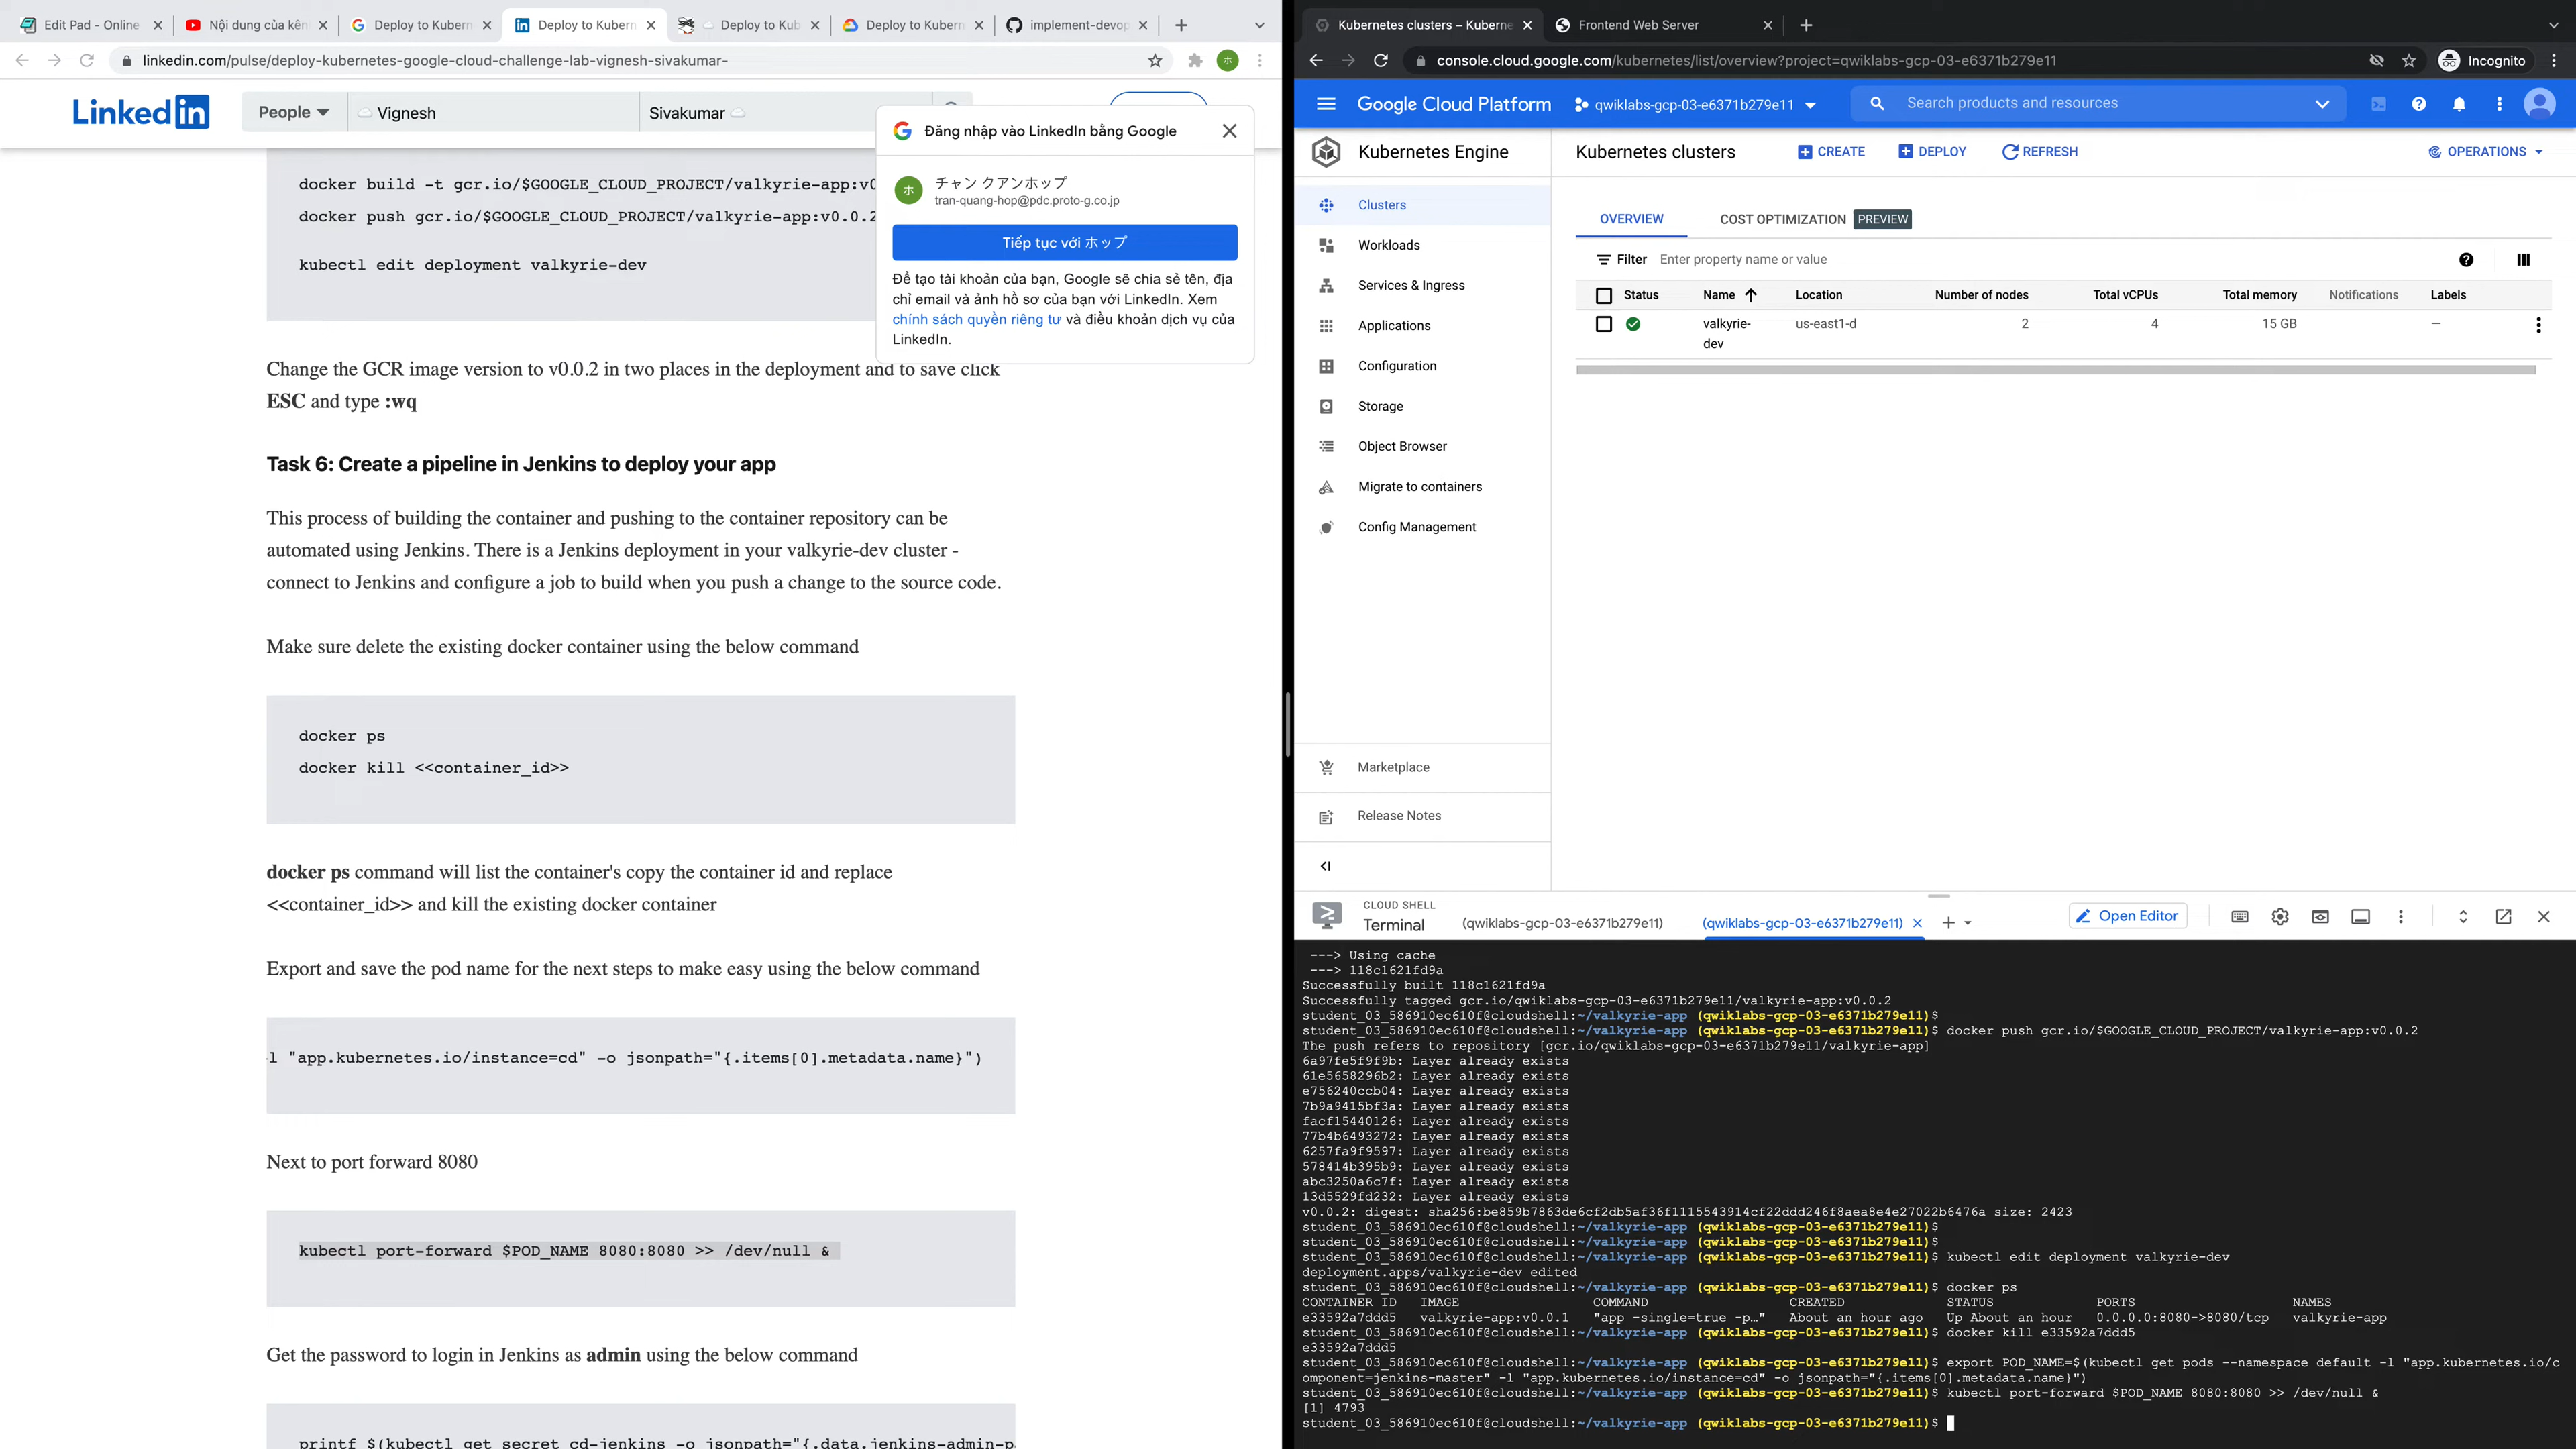 Edit Pad - Online
Nội dung của kên
Deploy to Kubern
Deploy to Kubern
Deploy to Kub
Deploy to Kubern
implement-devop
linkedin.com/pulse/deploy-kubernetes-google-cloud-challenge-lab-vignesh-sivakumar-
ホ
LinkedIn
People
Vignesh
Sivakumar
Đăng nhập vào LinkedIn bằng Google
ホ
チャン クアンホップ
tran-quang-hop@pdc.proto-g.co.jp
Tiếp tục với ホップ
Để tạo tài khoản của bạn, Google sẽ chia sẻ tên, địa
chỉ email và ảnh hồ sơ của bạn với LinkedIn. Xem
chính sách quyền riêng tư và điều khoản dịch vụ của
LinkedIn.
docker build -t gcr.io/$GOOGLE_CLOUD_PROJECT/valkyrie-app:v0
docker push gcr.io/$GOOGLE_CLOUD_PROJECT/valkyrie-app:v0.0.2
kubectl edit deployment valkyrie-dev
Change the GCR image version to v0.0.2 in two places in the deployment and to save click
ESC and type :wq
Task 6: Create a pipeline in Jenkins to deploy your app
This process of building the container and pushing to the container repository can be
automated using Jenkins. There is a Jenkins deployment in your valkyrie-dev cluster -
connect to Jenkins and configure a job to build when you push a change to the source code.
Make sure delete the existing docker container using the below command
docker ps
docker kill <<container_id>>
docker ps command will list the container's copy the container id and replace
<<container_id>> and kill the existing docker container
Export and save the pod name for the next steps to make easy using the below command
l "app.kubernetes.io/instance=cd" -o jsonpath="{.items[0].metadata.name}")
Next to port forward 8080
kubectl port-forward $POD_NAME 8080:8080 >> /dev/null &
Get the password to login in Jenkins as admin using the below command
printf $(kubectl get secret cd-jenkins -o jsonpath="{.data.jenkins-admin-p
Kubernetes clusters – Kuberne
Frontend Web Server
console.cloud.google.com/kubernetes/list/overview?project=qwiklabs-gcp-03-e6371b279e11
Incognito
Google Cloud Platform
qwiklabs-gcp-03-e6371b279e11
Search products and resources
Kubernetes Engine
Kubernetes clusters
CREATE
DEPLOY
REFRESH
OPERATIONS
Clusters
Workloads
Services & Ingress
Applications
Configuration
Storage
Object Browser
Migrate to containers
Config Management
Marketplace
Release Notes
OVERVIEW
COST OPTIMIZATION PREVIEW
Filter Enter property name or value
Status Name Location Number of nodes Total vCPUs Total memory Notifications Labels
valkyrie- us-east1-d 2 4 15 GB –
dev
CLOUD SHELL
Terminal
(qwiklabs-gcp-03-e6371b279e11)
(qwiklabs-gcp-03-e6371b279e11)
Open Editor
---> Using cache
---> 118c1621fd9a
Successfully built 118c1621fd9a
Successfully tagged gcr.io/qwiklabs-gcp-03-e6371b279e11/valkyrie-app:v0.0.2
student_03_586910ec610f@cloudshell:~/valkyrie-app (qwiklabs-gcp-03-e6371b279e11)$
student_03_586910ec610f@cloudshell:~/valkyrie-app (qwiklabs-gcp-03-e6371b279e11)$ docker push gcr.io/$GOOGLE_CLOUD_PROJECT/valkyrie-app:v0.0.2
The push refers to repository [gcr.io/qwiklabs-gcp-03-e6371b279e11/valkyrie-app]
6a97fe5f9f9b: Layer already exists
61e5658296b2: Layer already exists
e756240ccb04: Layer already exists
7b9a9415bf3a: Layer already exists
facf15440126: Layer already exists
77b4b6493272: Layer already exists
6257fa9f9597: Layer already exists
578414b395b9: Layer already exists
abc3250a6c7f: Layer already exists
13d5529fd232: Layer already exists
v0.0.2: digest: sha256:be859b7863de6cf2db5af36f1115543914cf22ddd246f8aea8e4e27022b6476a size: 2423
student_03_586910ec610f@cloudshell:~/valkyrie-app (qwiklabs-gcp-03-e6371b279e11)$
student_03_586910ec610f@cloudshell:~/valkyrie-app (qwiklabs-gcp-03-e6371b279e11)$
student_03_586910ec610f@cloudshell:~/valkyrie-app (qwiklabs-gcp-03-e6371b279e11)$ kubectl edit deployment valkyrie-dev
deployment.apps/valkyrie-dev edited
student_03_586910ec610f@cloudshell:~/valkyrie-app (qwiklabs-gcp-03-e6371b279e11)$ docker ps
CONTAINER ID IMAGE COMMAND CREATED STATUS PORTS NAMES
e33592a7ddd5 valkyrie-app:v0.0.1 "app -single=true -p…" About an hour ago Up About an hour 0.0.0.0:8080->8080/tcp valkyrie-app
student_03_586910ec610f@cloudshell:~/valkyrie-app (qwiklabs-gcp-03-e6371b279e11)$ docker kill e33592a7ddd5
e33592a7ddd5
student_03_586910ec610f@cloudshell:~/valkyrie-app (qwiklabs-gcp-03-e6371b279e11)$ export POD_NAME=$(kubectl get pods --namespace default -l "app.kubernetes.io/c
omponent=jenkins-master" -l "app.kubernetes.io/instance=cd" -o jsonpath="{.items[0].metadata.name}")
student_03_586910ec610f@cloudshell:~/valkyrie-app (qwiklabs-gcp-03-e6371b279e11)$ kubectl port-forward $POD_NAME 8080:8080 >> /dev/null &
[1] 4793
student_03_586910ec610f@cloudshell:~/valkyrie-app (qwiklabs-gcp-03-e6371b279e11)$